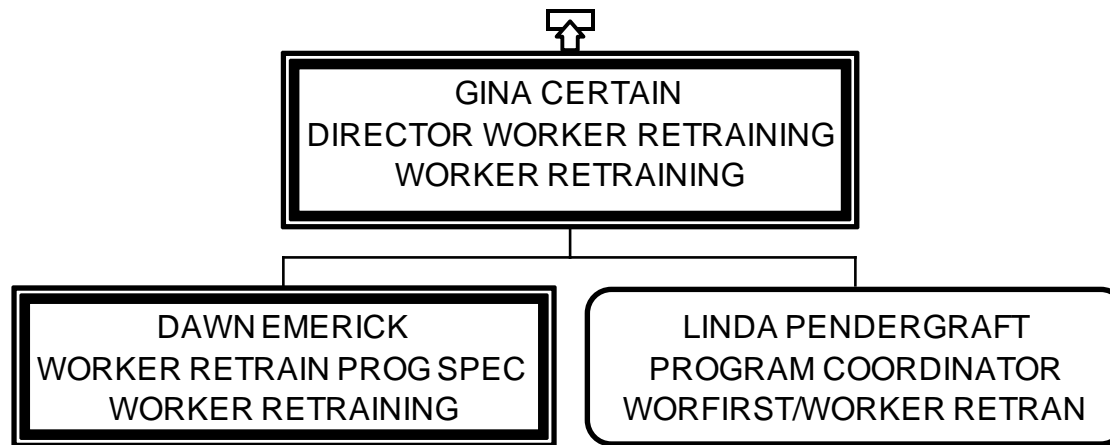 GINA CERTAIN
DIRECTOR WORKER RETRAINING
WORKER RETRAINING
DAWN EMERICK
WORKER RETRAIN PROG SPEC
WORKER RETRAINING
LINDA PENDERGRAFT
PROGRAM COORDINATOR
WORFIRST/WORKER RETRAN